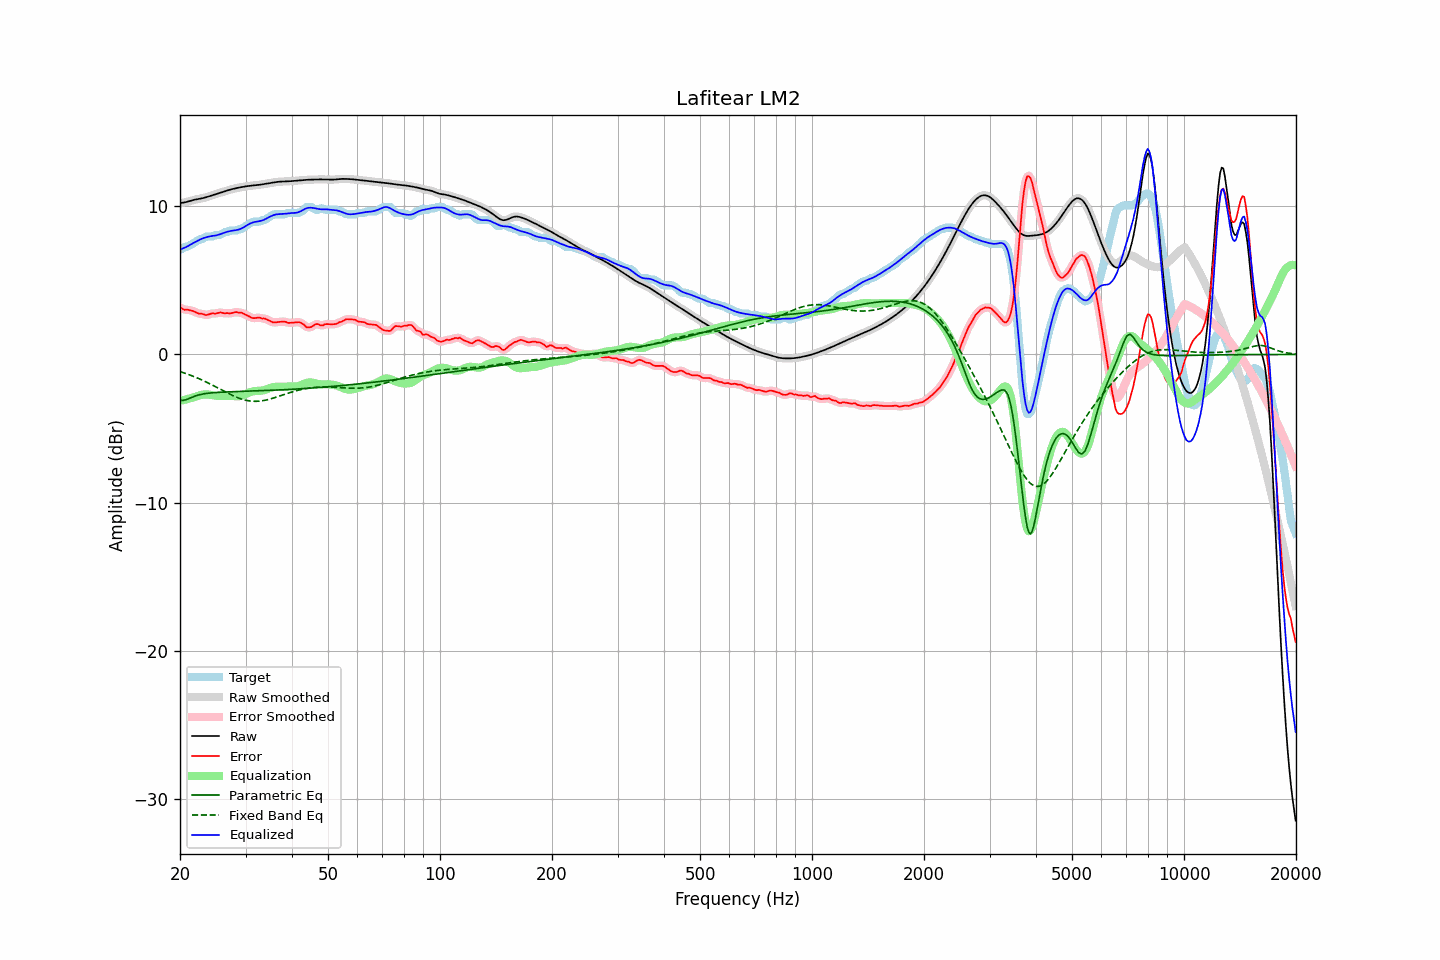 Lafitear LM2
Amplitude (dBr)
10
0
−10
−20
−30
Target
Raw Smoothed
Error Smoothed
Raw
Error
Equalization
Parametric Eq
Fixed Band Eq
Equalized
20 50 100 200 500 1000 2000 5000 10000 20000
Frequency (Hz)